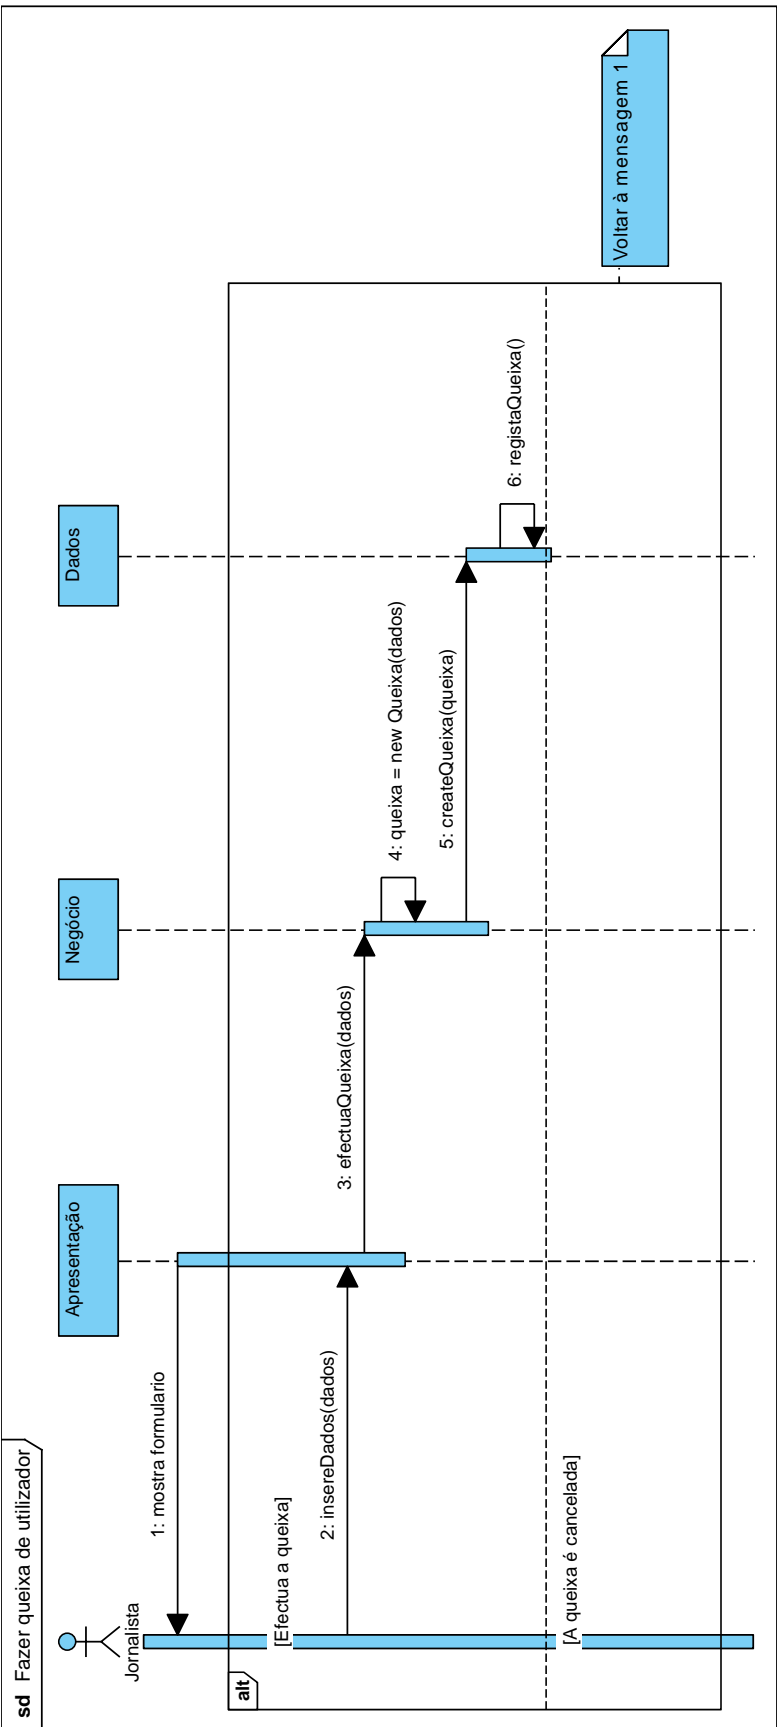 sd Fazer queixa de utilizador
Jornalista
Apresentação
Negócio
Dados
1: mostra formulario
alt
[Efectua a queixa]
2: insereDados(dados)
3: efectuaQueixa(dados)
4: queixa = new Queixa(dados)
5: createQueixa(queixa)
6: registaQueixa()
[A queixa é cancelada]
Voltar à mensagem 1